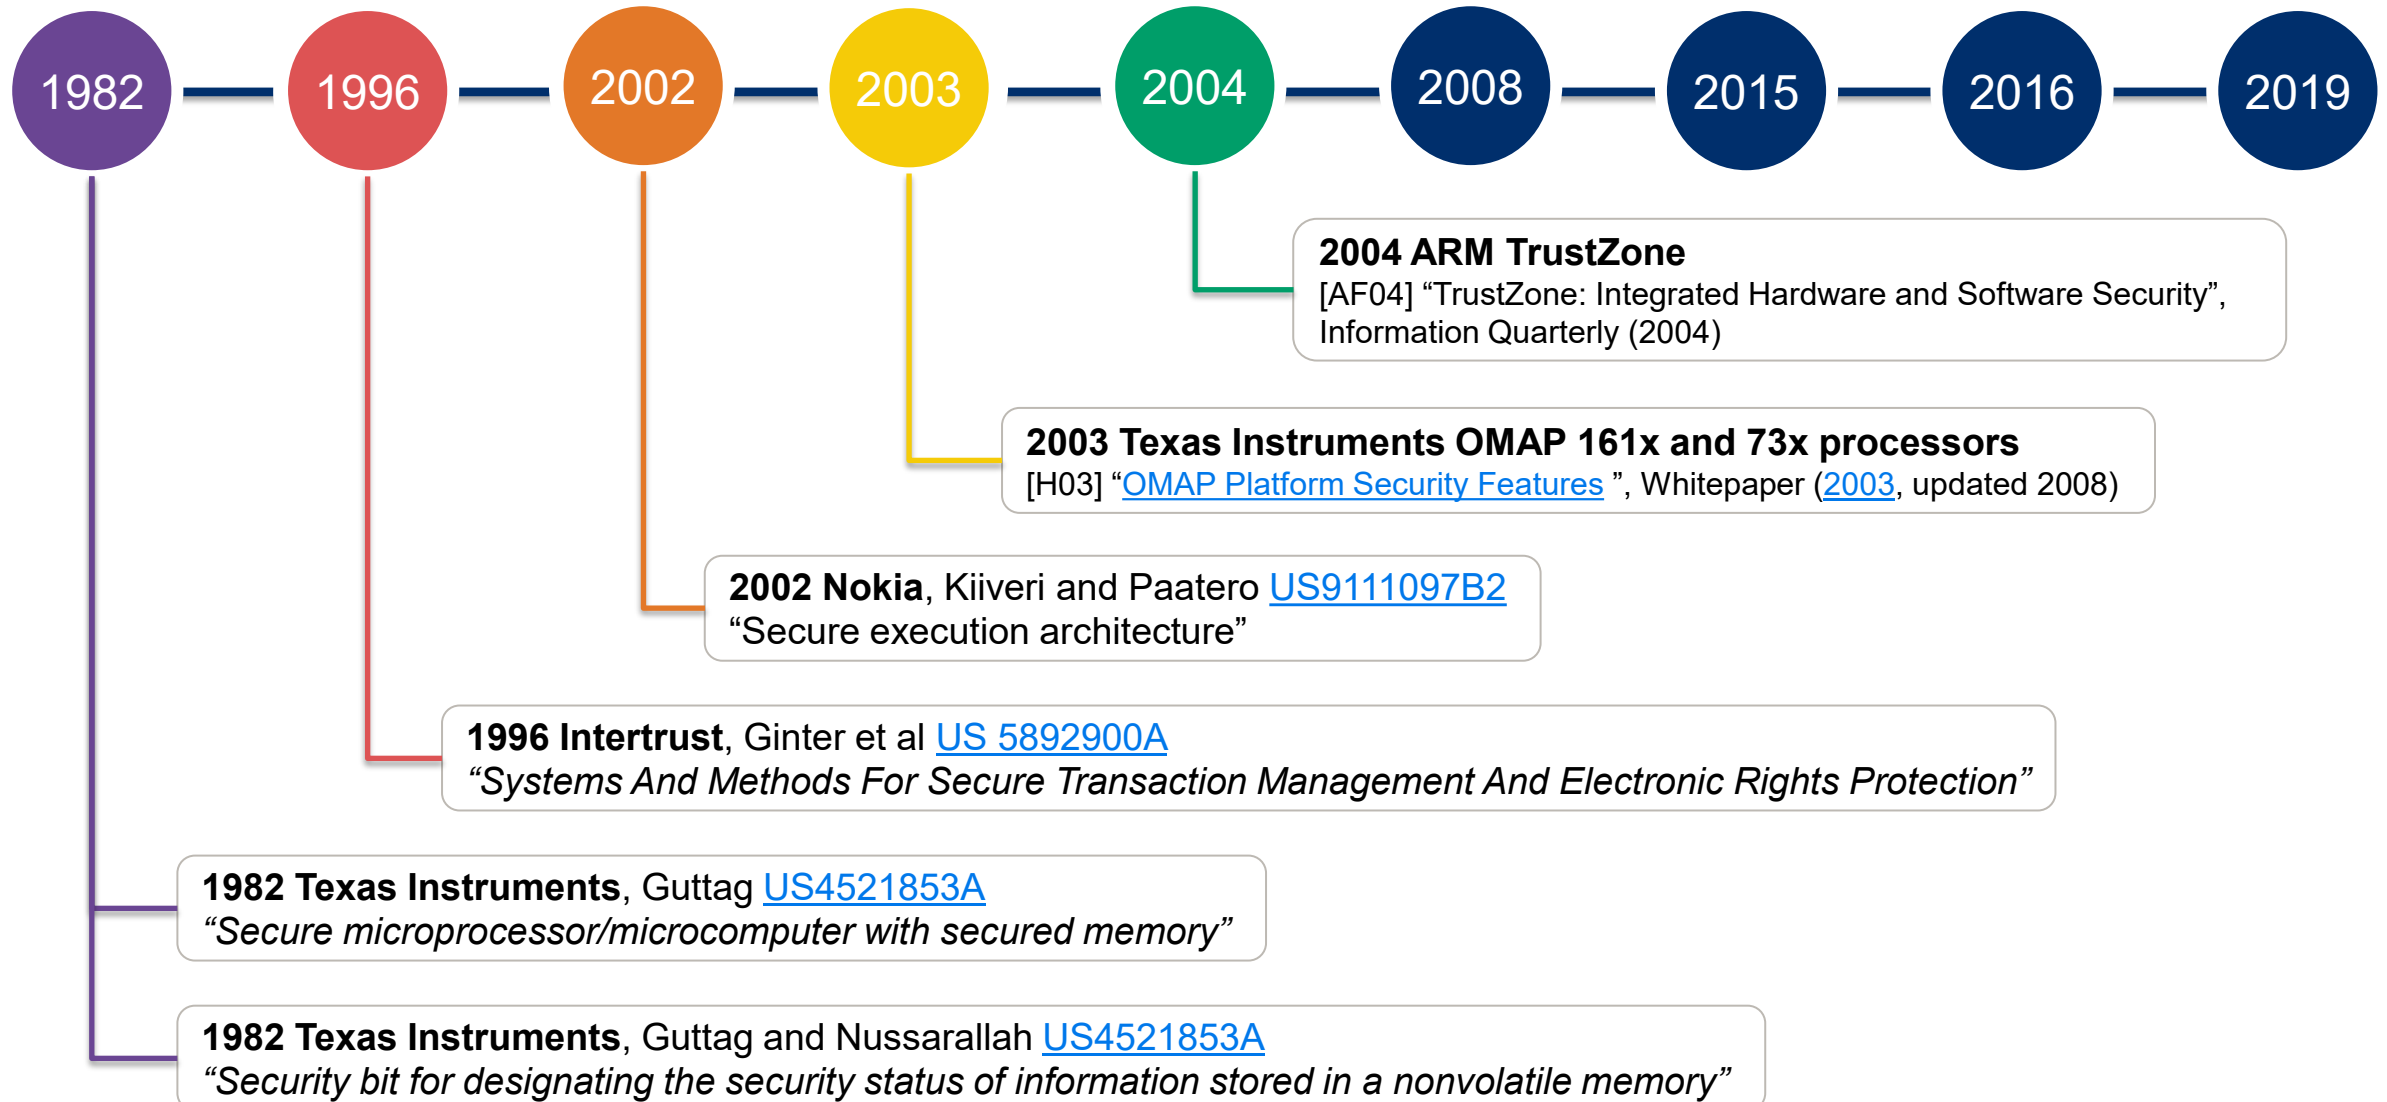 1982 1996 2002 2003 2004 2008 2015 2016 2019
2004 ARM TrustZone
[AF04] “TrustZone: Integrated Hardware and Software Security”,
Information Quarterly (2004)
2003 Texas Instruments OMAP 161x and 73x processors
[H03] “OMAP Platform Security Features ”, Whitepaper (2003, updated 2008)
2002 Nokia, Kiiveri and Paatero US9111097B2
“Secure execution architecture”
1996 Intertrust, Ginter et al US 5892900A
“Systems And Methods For Secure Transaction Management And Electronic Rights Protection”
1982 Texas Instruments, Guttag US4521853A
“Secure microprocessor/microcomputer with secured memory”
1982 Texas Instruments, Guttag and Nussarallah US4521853A
“Security bit for designating the security status of information stored in a nonvolatile memory”